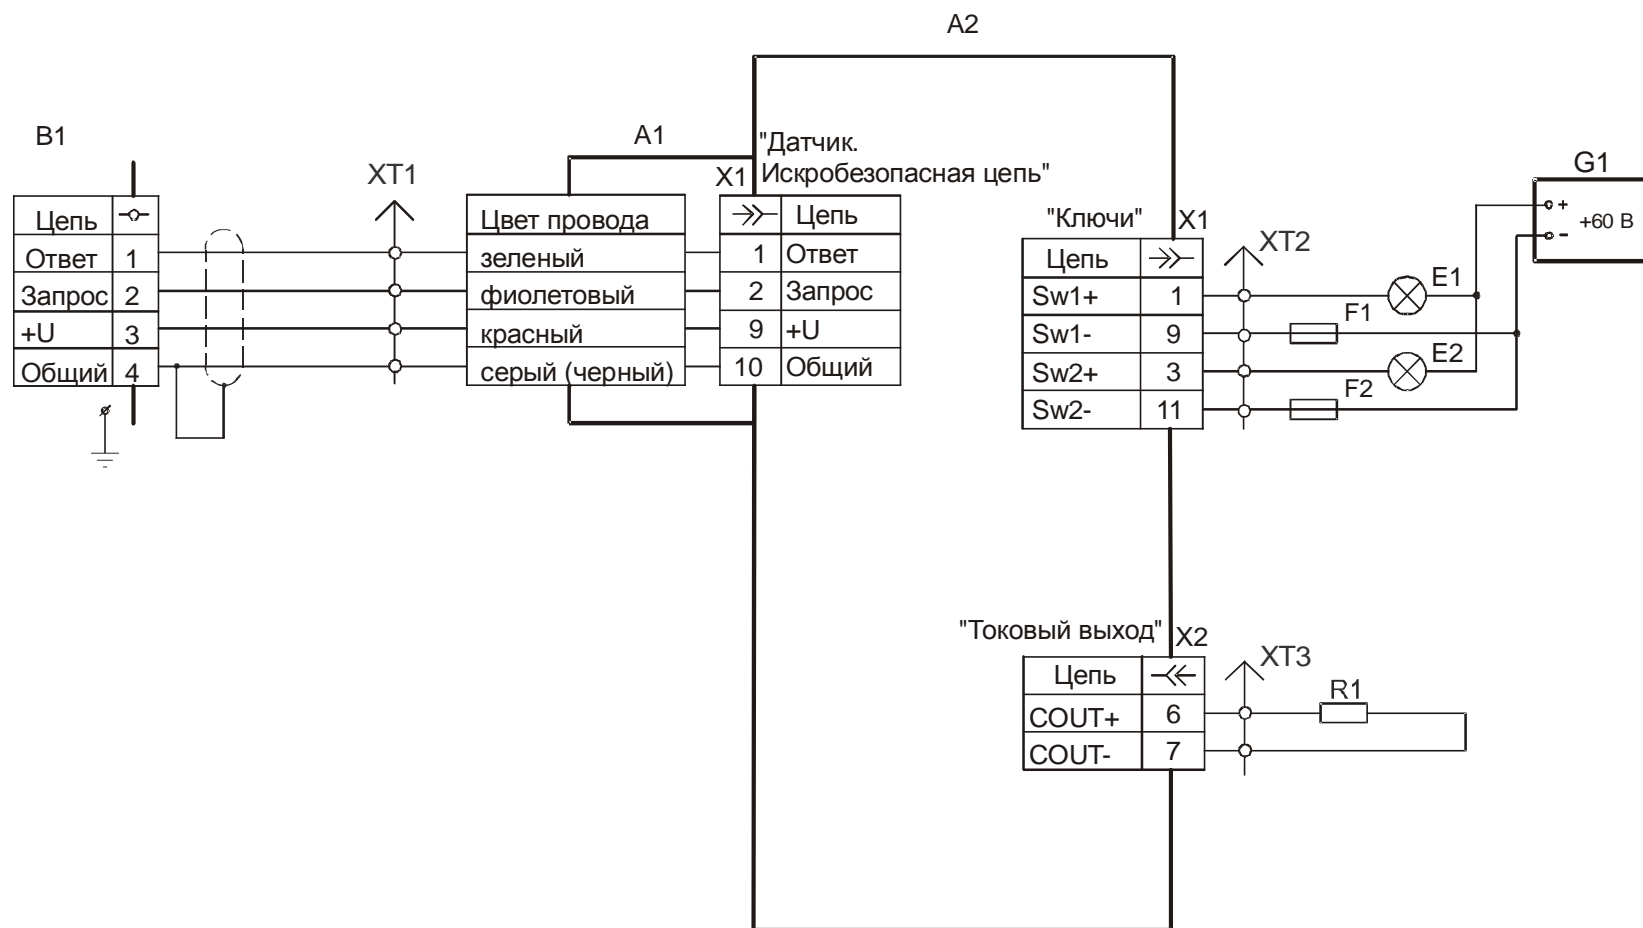 A2
B1
A1
"Датчик.
Искробезопасная цепь"
XT1
X1
G1
Цепь
Ответ 1
Запрос 2
+U 3
Общий 4
Цвет провода
зеленый
фиолетовый
красный
серый (черный)
Цепь
1 Ответ
2 Запрос
9 +U
10 Общий
"Ключи" X1
XT2
Цепь
Sw1+ 1
Sw1- 9
Sw2+ 3
Sw2- 11
E1
F1
E2
F2
+
+60 В
-
"Токовый выход" X2
XT3
Цепь
COUT+ 6
COUT- 7
R1